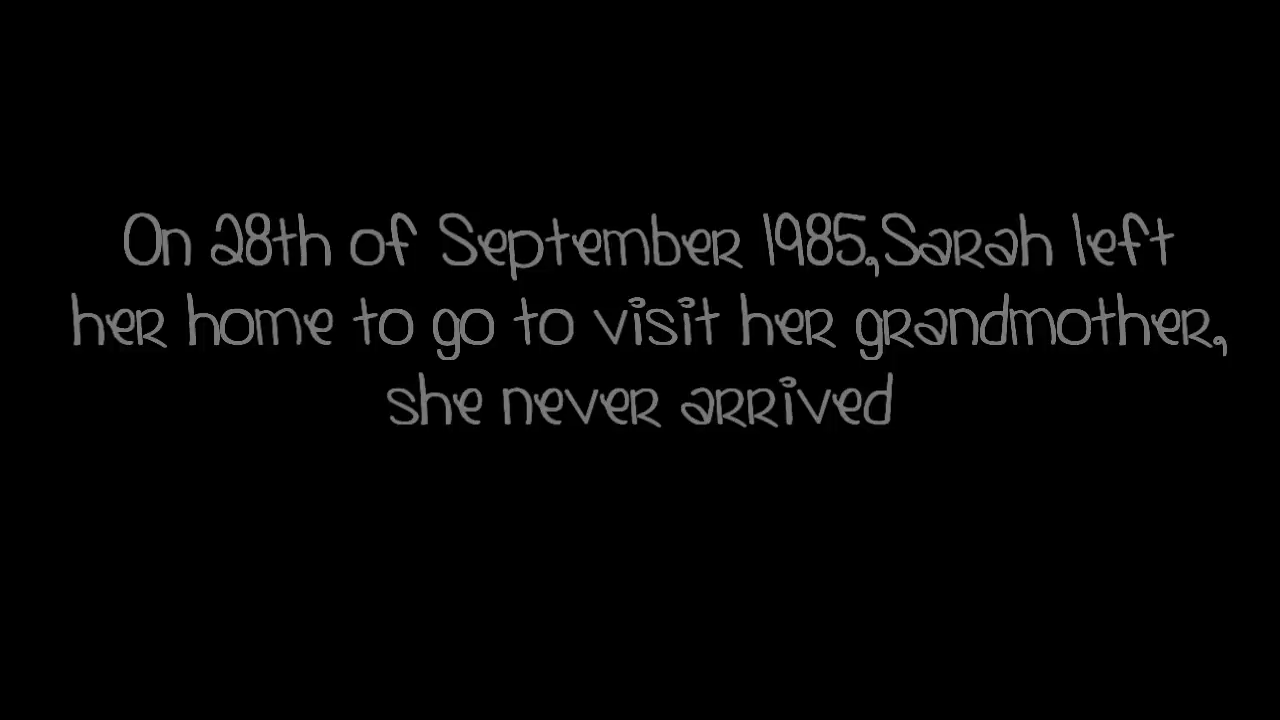 On 28th of September 1985,Sarah left
her home to go to visit her grandmother,
she never arrived